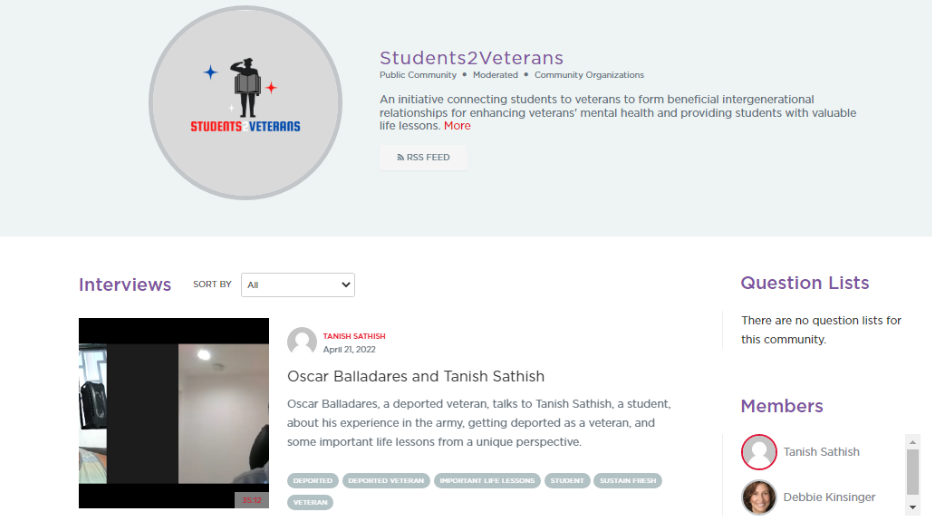 STUDENTS2VETERANS
Students2Veterans
Public Community • Moderated • Community Organizations
An initiative connecting students to veterans to form beneficial intergenerational
relationships for enhancing veterans' mental health and providing students with valuable
life lessons. More
RSS FEED
Interviews
SORT BY
All
35:12
TANISH SATHISH
April 21, 2022
Oscar Balladares and Tanish Sathish
Oscar Balladares, a deported veteran, talks to Tanish Sathish, a student,
about his experience in the army, getting deported as a veteran, and
some important life lessons from a unique perspective.
DEPORTED
DEPORTED VETERAN
IMPORTANT LIFE LESSONS
STUDENT
SUSTAIN FRESH
VETERAN
Question Lists
There are no question lists for
this community.
Members
Tanish Sathish
Debbie Kinsinger